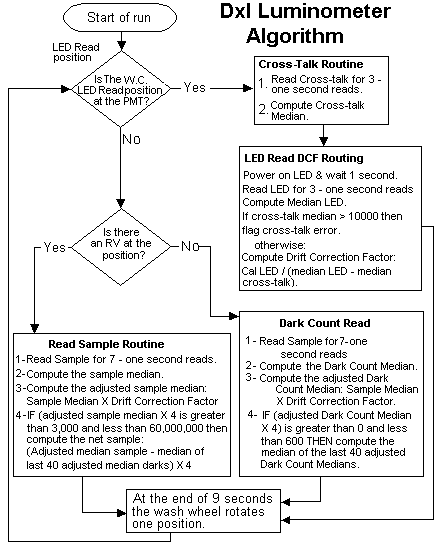 DxI Luminometer
Algorithm
Start of run
LED Read
position
Is The W.C.
LED Readposition
at the PMT?
Yes
No
Cross-Talk Routine
1. Read Cross-talk for 3 -
one second reads.
2. Compute Cross-talk
Median.
LED Read DCF Routing
Power on LED & wait 1 second.
Read LED for 3 - one second reads
Compute Median LED.
If cross-talk median > 10000 then
flag cross-talk error.
otherwise:
Compute Drift Correction Factor:
Cal LED / (median LED - median
cross-talk).
Is there
an RV at the
position?
Yes
No
Read Sample Routine
1-Read Sample for 7 - one second reads.
2-Compute the sample median.
3-Compute the adjusted sample median:
Sample Median X Drift Correction Factor
4-IF (adjusted sample median X 4 is greater
than 3,000 and less than 60,000,000 then
compute the net sample:
(Adjusted median sample - median of
last 40 adjusted median darks) X 4
Dark Count Read
1- Read Sample for7-one
second reads
2- Compute the Dark Count Median.
3- Compute the adjusted Dark
Count Median: Sample Median
X Drift Correction Factor.
4- IF (adjusted Dark Count Median
X 4) is greater than 0 and less
than 600 THEN compute the
median of the last 40 adjusted
Dark Count Medians.
At the end of 9 seconds
the wash wheel rotates
one position.